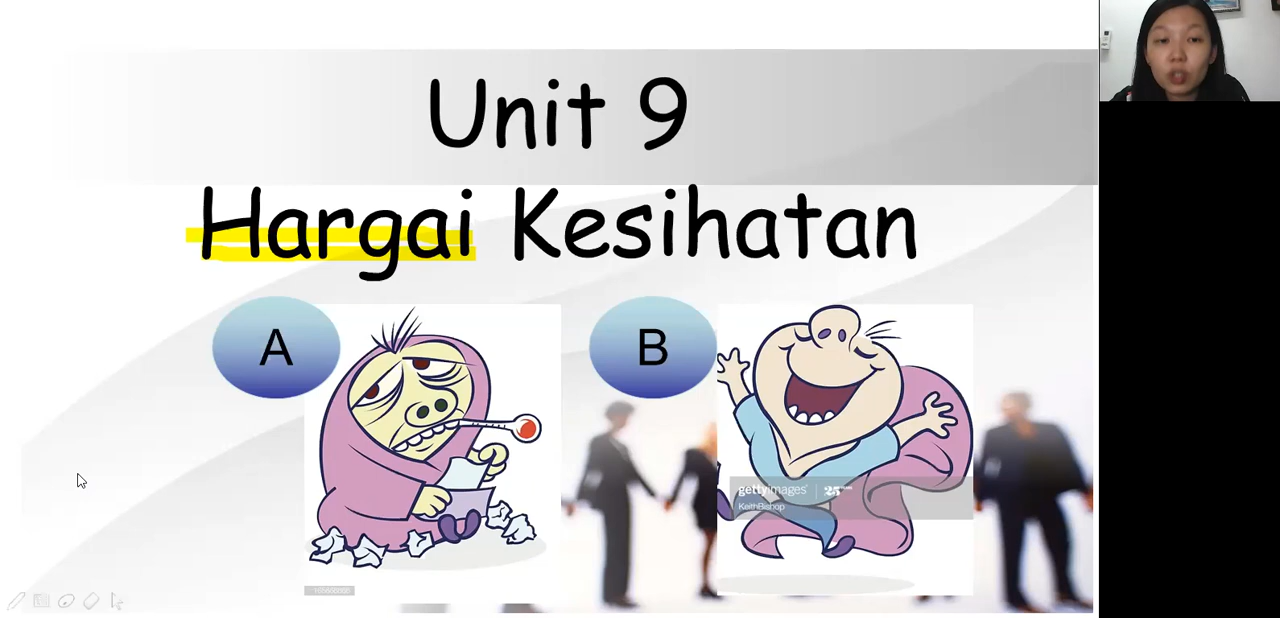 Unit 9
Hargai Kesihatan
A
B
gettyimages
KeithBishop